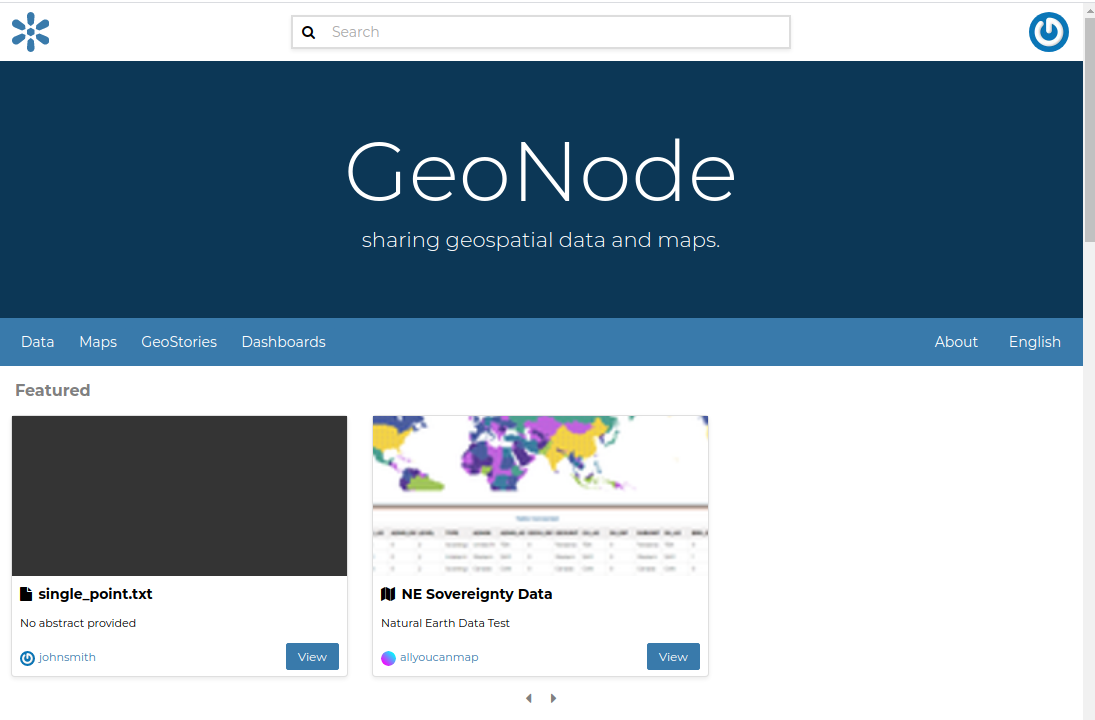 Search
GeoNode
sharing geospatial data and maps.
Data Maps GeoStories Dashboards About English
Featured
single_point.txt
No abstract provided
johnsmith View
NE Sovereignty Data
Natural Earth Data Test
allyoucanmap View